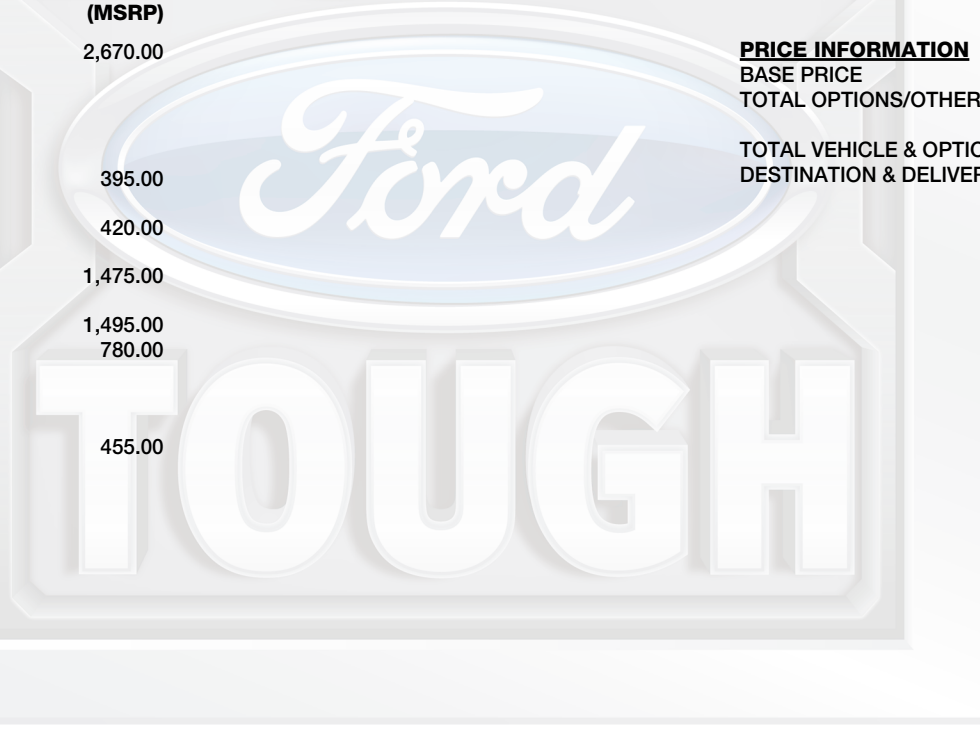 (MSRP)
2,670.00
395.00
420.00
1,475.00
1,495.00
780.00
455.00
PRICE INFORMATION
BASE PRICE
TOTAL OPTIONS/OTHER
TOTAL VEHICLE & OPTIO
DESTINATION & DELIVER
Ford
TOUGH